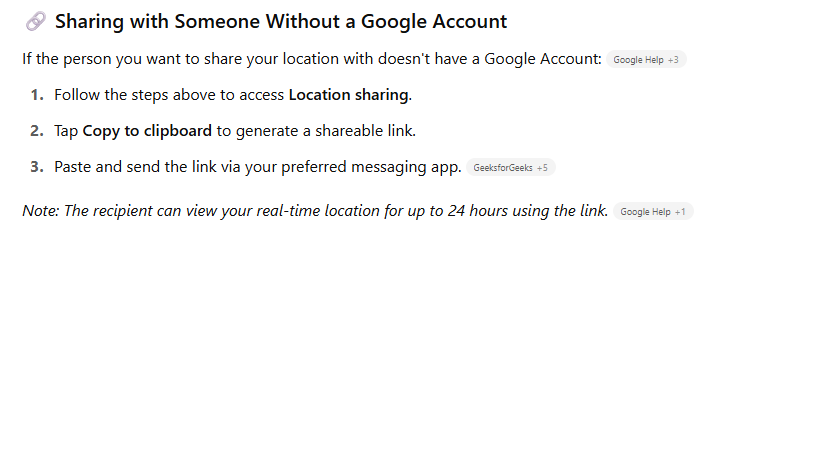 Sharing with Someone Without a Google Account
If the person you want to share your location with doesn't have a Google Account: Google Help +3
1. Follow the steps above to access Location sharing.
2. Tap Copy to clipboard to generate a shareable link.
3. Paste and send the link via your preferred messaging app. GeeksforGeeks +5
Note: The recipient can view your real-time location for up to 24 hours using the link. Google Help +1